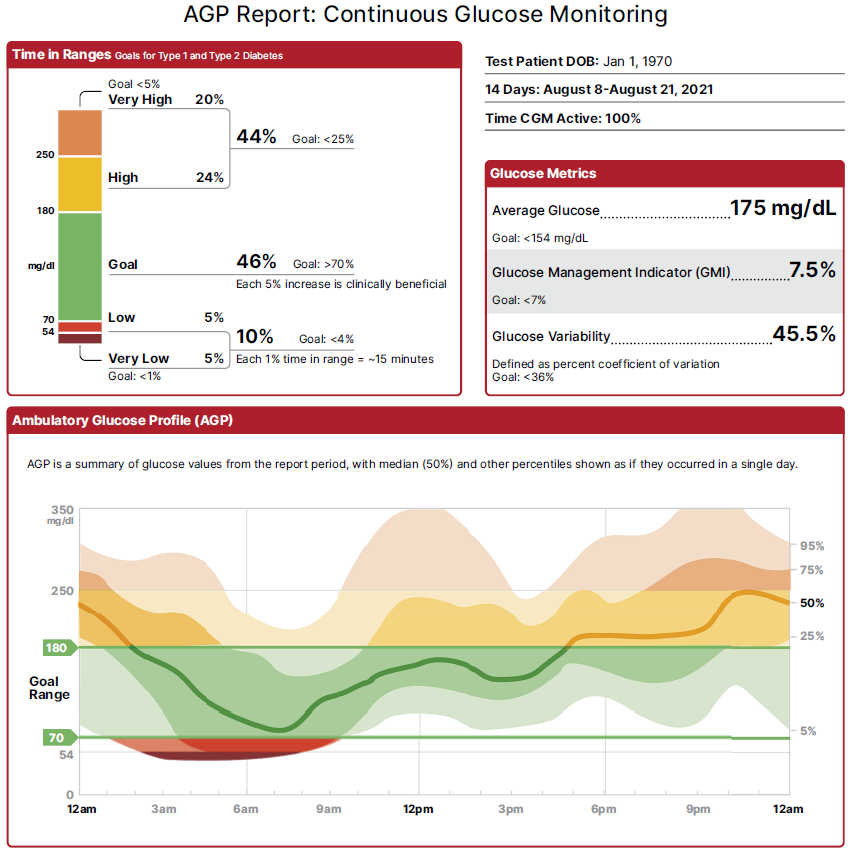 AGP Report: Continuous Glucose Monitoring
Time in Ranges Goals for Type 1 and Type 2 Diabetes
Goal <5%
Very High 20%
44% Goal: <25%
250
High 24%
180
mg/dl
Goal
46% Goal: >70%
Each 5% increase is clinically beneficial
70
Low 5%
54
10% Goal: <4%
Very Low 5%
Each 1% time in range = ~15 minutes
Goal: <1%
Test Patient DOB: Jan 1, 1970
14 Days: August 8-August 21, 2021
Time CGM Active: 100%
Glucose Metrics
Average Glucose 175 mg/dL
Goal: <154 mg/dL
Glucose Management Indicator (GMI) 7.5%
Goal: <7%
Glucose Variability 45.5%
Defined as percent coefficient of variation
Goal: <36%
Ambulatory Glucose Profile (AGP)
AGP is a summary of glucose values from the report period, with median (50%) and other percentiles shown as if they occurred in a single day.
350
mg/dl
95%
75%
250
50%
25%
180
Goal
Range
5%
70
54
0
12am 3am 6am 9am 12pm 3pm 6pm 9pm 12am